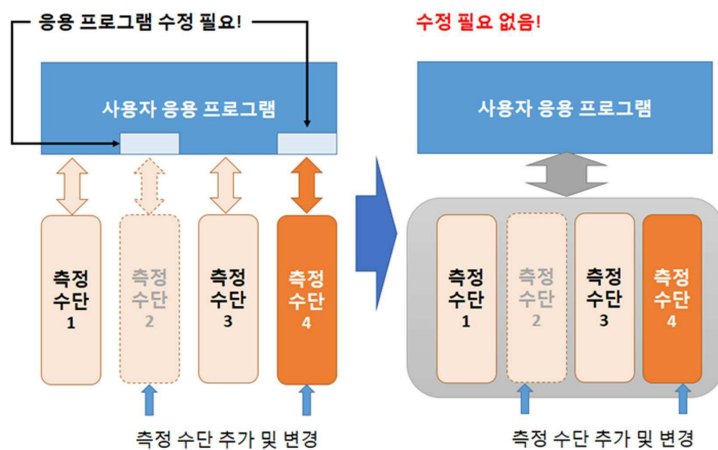 응용 프로그램 수정 필요!
사용자 응용 프로그램
측정
수단
1
측정
수단
2
측정
수단
3
측정
수단
4
측정 수단 추가 및 변경
수정 필요 없음!
사용자 응용 프로그램
측정
수단
1
측정
수단
2
측정
수단
3
측정
수단
4
측정 수단 추가 및 변경